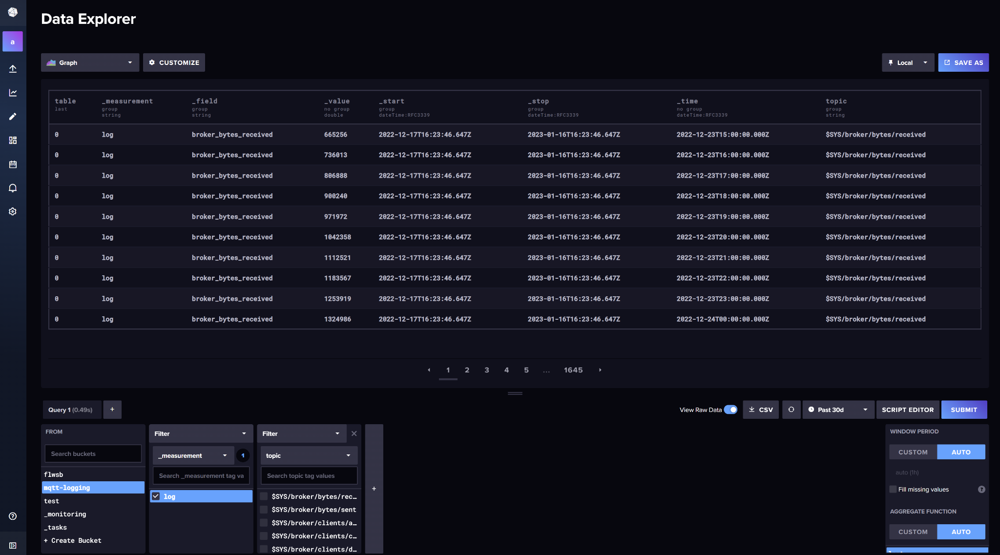 Data Explorer
a
Graph
CUSTOMIZE
Local
SAVE AS
table _measurement _field _value _start _stop _time topic
last group group no group group group no group group
string string double dateTime:RFC3339 dateTime:RFC3339 dateTime:RFC3339 string
0 log broker_bytes_received 665256 2022-12-17T16:23:46.647Z 2023-01-16T16:23:46.647Z 2022-12-23T15:00:00.000Z $SYS/broker/bytes/received
0 log broker_bytes_received 736013 2022-12-17T16:23:46.647Z 2023-01-16T16:23:46.647Z 2022-12-23T16:00:00.000Z $SYS/broker/bytes/received
0 log broker_bytes_received 806888 2022-12-17T16:23:46.647Z 2023-01-16T16:23:46.647Z 2022-12-23T17:00:00.000Z $SYS/broker/bytes/received
0 log broker_bytes_received 900240 2022-12-17T16:23:46.647Z 2023-01-16T16:23:46.647Z 2022-12-23T18:00:00.000Z $SYS/broker/bytes/received
0 log broker_bytes_received 971972 2022-12-17T16:23:46.647Z 2023-01-16T16:23:46.647Z 2022-12-23T19:00:00.000Z $SYS/broker/bytes/received
0 log broker_bytes_received 1042358 2022-12-17T16:23:46.647Z 2023-01-16T16:23:46.647Z 2022-12-23T20:00:00.000Z $SYS/broker/bytes/received
0 log broker_bytes_received 1112521 2022-12-17T16:23:46.647Z 2023-01-16T16:23:46.647Z 2022-12-23T21:00:00.000Z $SYS/broker/bytes/received
0 log broker_bytes_received 1183567 2022-12-17T16:23:46.647Z 2023-01-16T16:23:46.647Z 2022-12-23T22:00:00.000Z $SYS/broker/bytes/received
0 log broker_bytes_received 1253919 2022-12-17T16:23:46.647Z 2023-01-16T16:23:46.647Z 2022-12-23T23:00:00.000Z $SYS/broker/bytes/received
0 log broker_bytes_received 1324986 2022-12-17T16:23:46.647Z 2023-01-16T16:23:46.647Z 2022-12-24T00:00:00.000Z $SYS/broker/bytes/received
1 2 3 4 5 ... 1645
Query 1 (0.49s)
+
View Raw Data
CSV
Past 30d
SCRIPT EDITOR
SUBMIT
FROM
Search buckets
flwsb
mqtt-logging
test
_monitoring
_tasks
+ Create Bucket
Filter
_measurement
1
Search _measurement tag va
log
Filter
topic
Search topic tag values
$SYS/broker/bytes/rec…
$SYS/broker/bytes/sent
$SYS/broker/clients/a…
$SYS/broker/clients/c…
$SYS/broker/clients/d…
+
WINDOW PERIOD
CUSTOM
AUTO
auto (1h)
Fill missing values
?
AGGREGATE FUNCTION
CUSTOM
AUTO